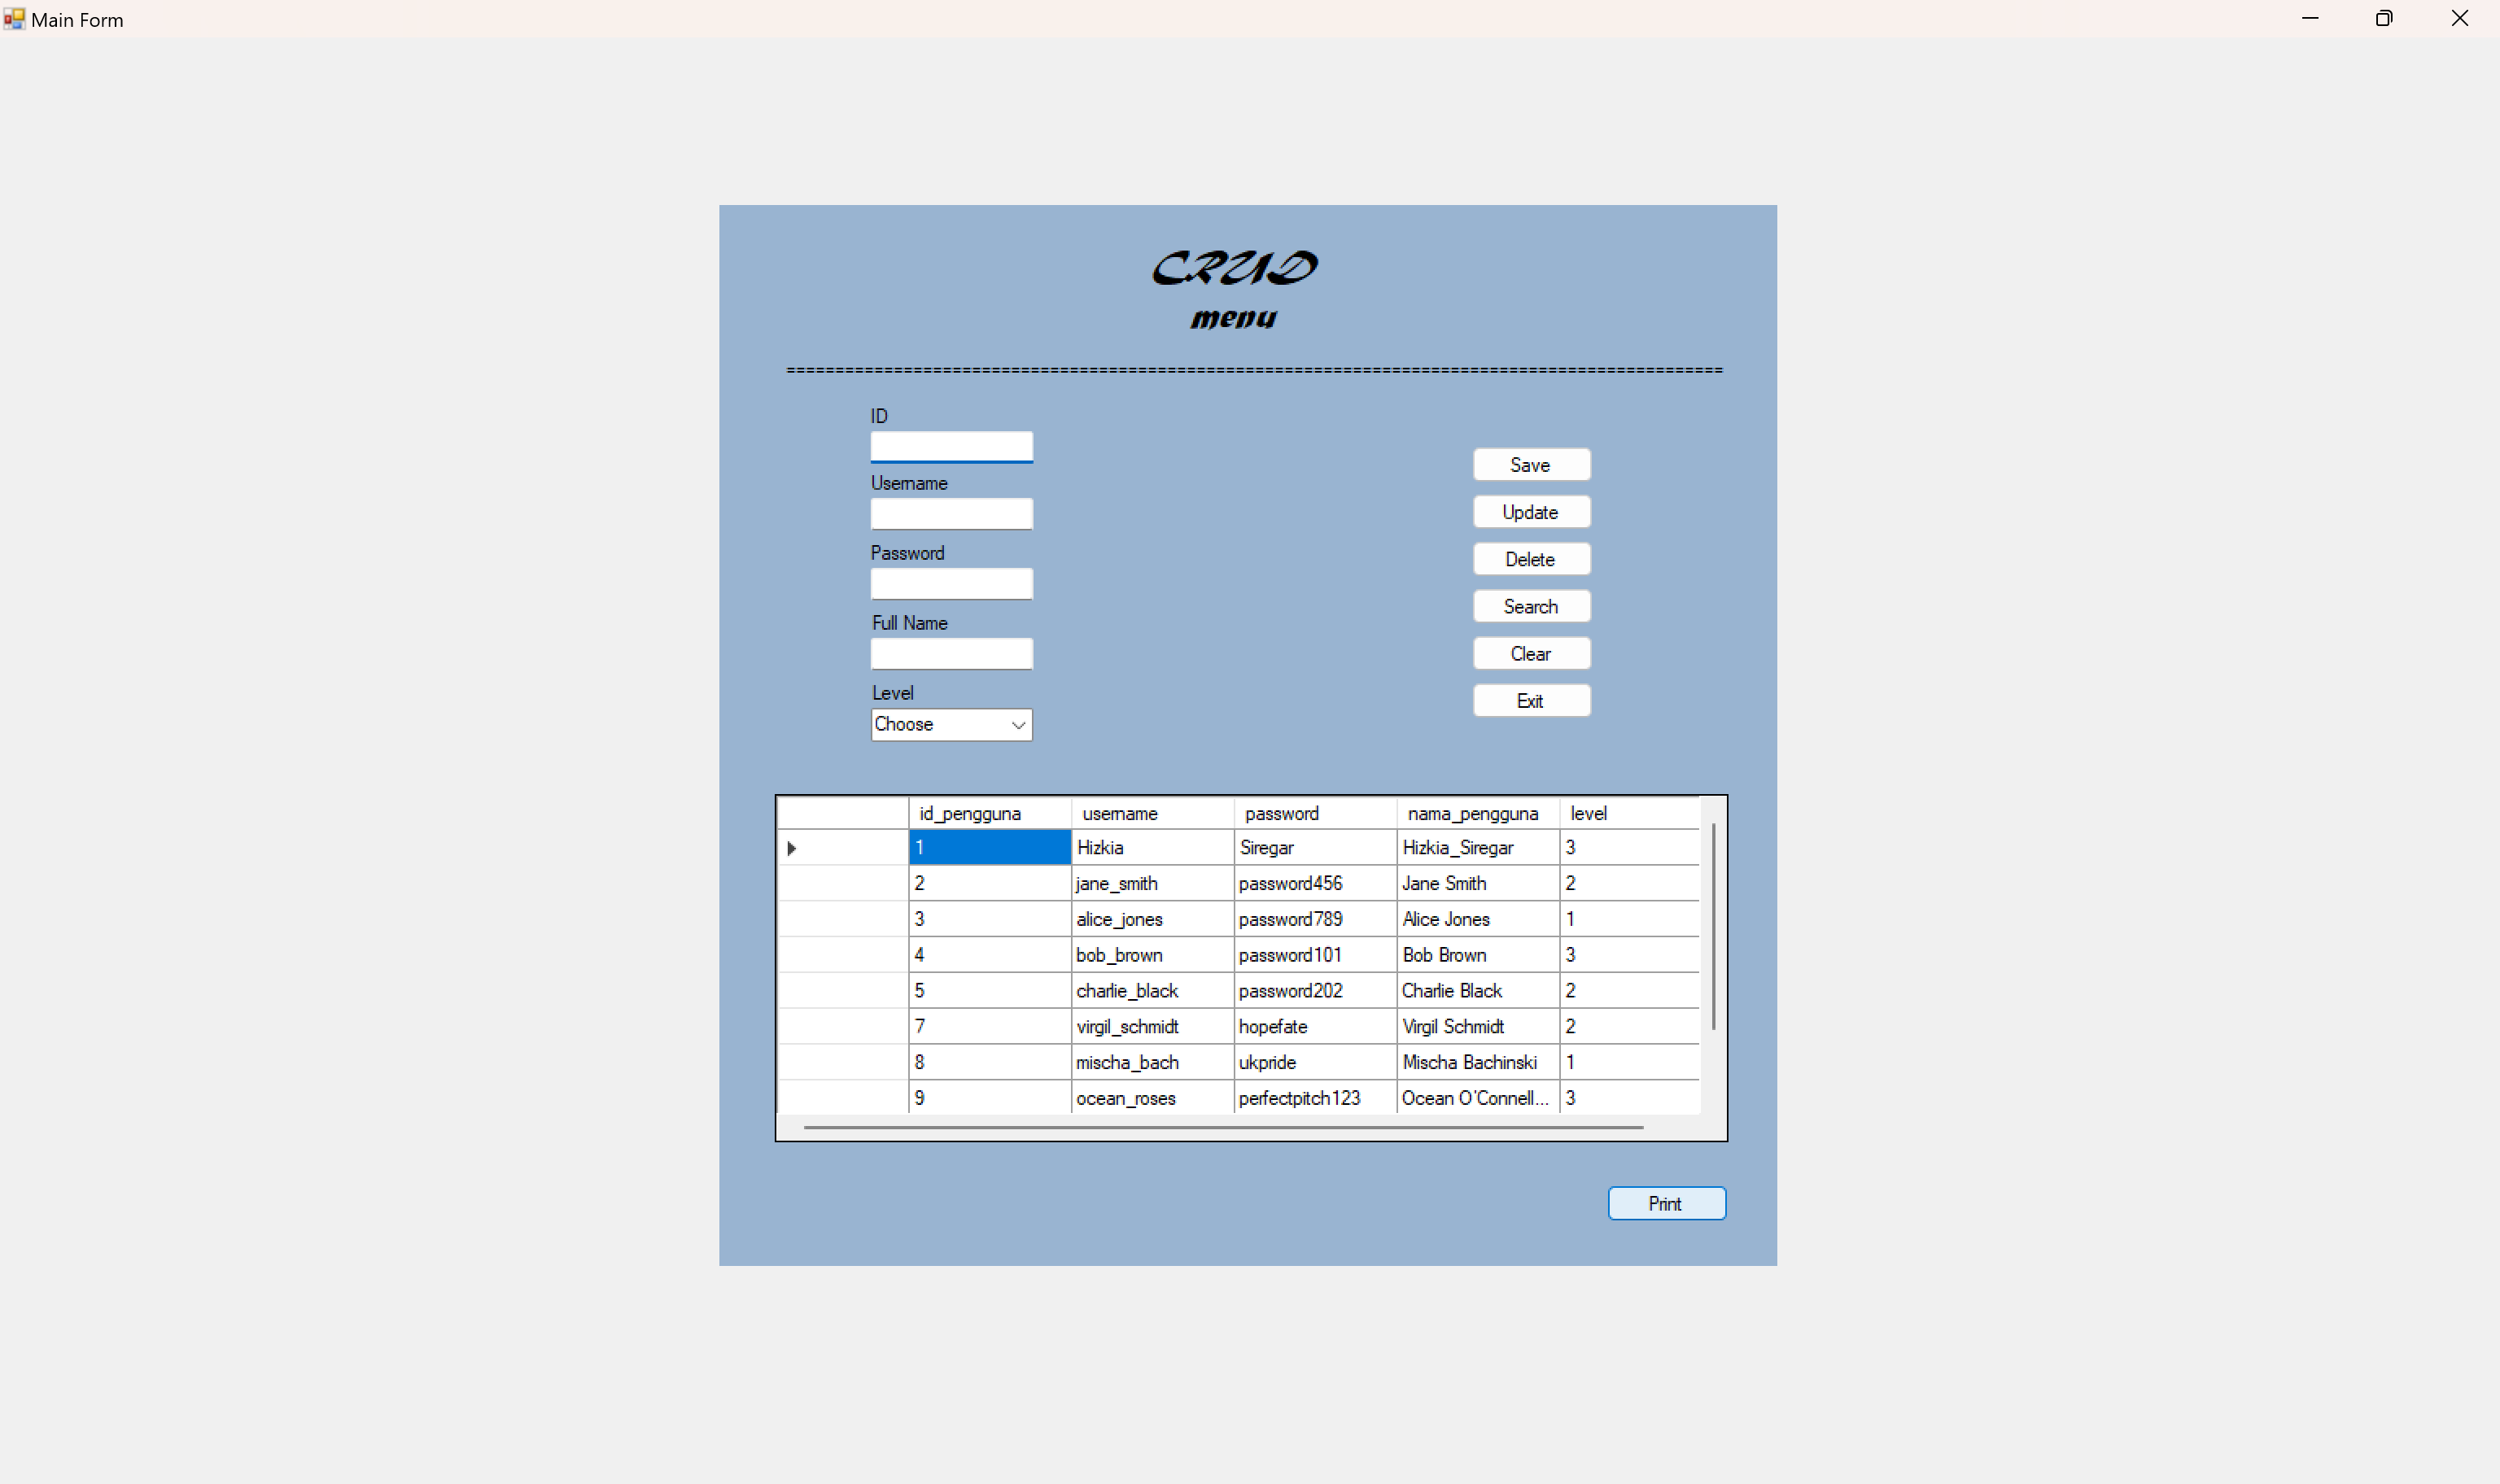 Main Form
CRUD
menu
================================================================================================
ID
Username
Password
Full Name
Level
Choose
Save
Update
Delete
Search
Clear
Exit
id_pengguna username password nama_pengguna level
1 Hizkia Siregar Hizkia_Siregar 3
2 jane_smith password456 Jane Smith 2
3 alice_jones password789 Alice Jones 1
4 bob_brown password101 Bob Brown 3
5 charlie_black password202 Charlie Black 2
7 virgil_schmidt hopefate Virgil Schmidt 2
8 mischa_bach ukpride Mischa Bachinski 1
9 ocean_roses perfectpitch123 Ocean O'Connell... 3
Print